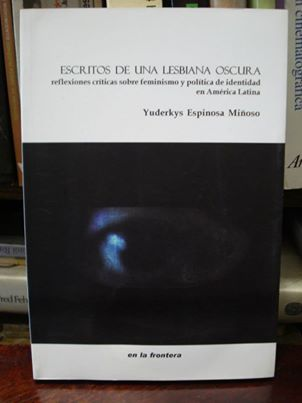 ESCRITOS DE UNA LESBIANA OSCURA
reflexiones críticas sobre feminismo y política de identidad
en América Latina
Yuderkys Espinosa Miñoso
en la frontera